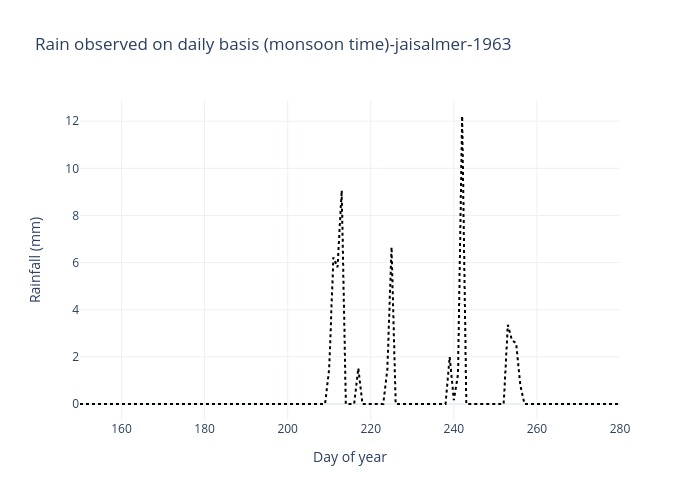 Rain observed on daily basis (monsoon time)-jaisalmer-1963
12
10
8
6
4
2
0
Rainfall (mm)
160 180 200 220 240 260 280
Day of year